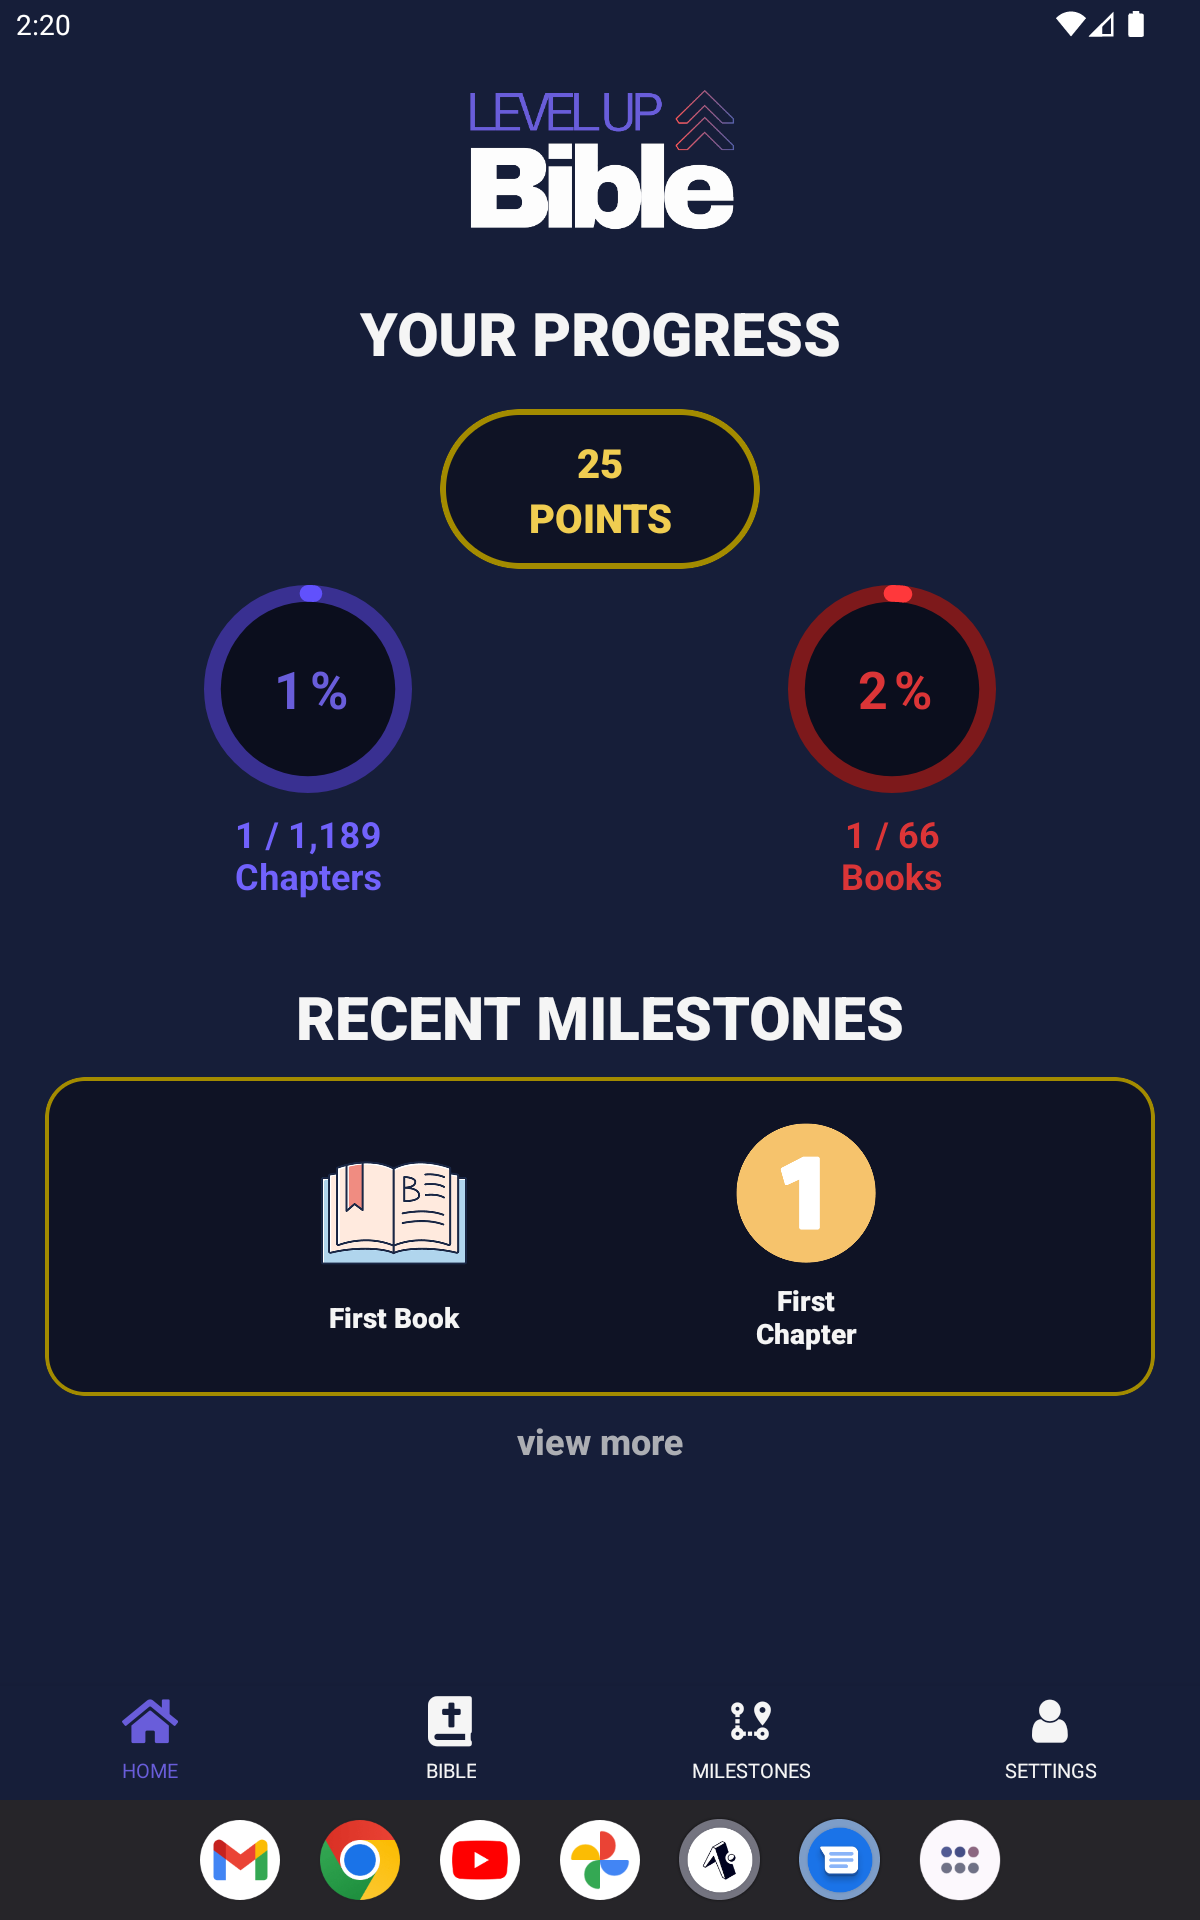 2:20
LEVEL UP
Bible
YOUR PROGRESS
25
POINTS
1 %
2 %
1 / 1,189
Chapters
1 / 66
Books
RECENT MILESTONES
B
1
First Book
First
Chapter
view more
HOME
BIBLE
MILESTONES
SETTINGS